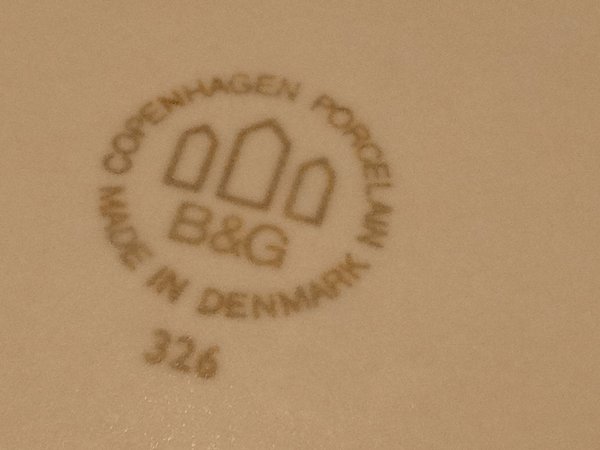 COPENHAGEN PORCELAIN
B&G
MADE IN DENMARK
326